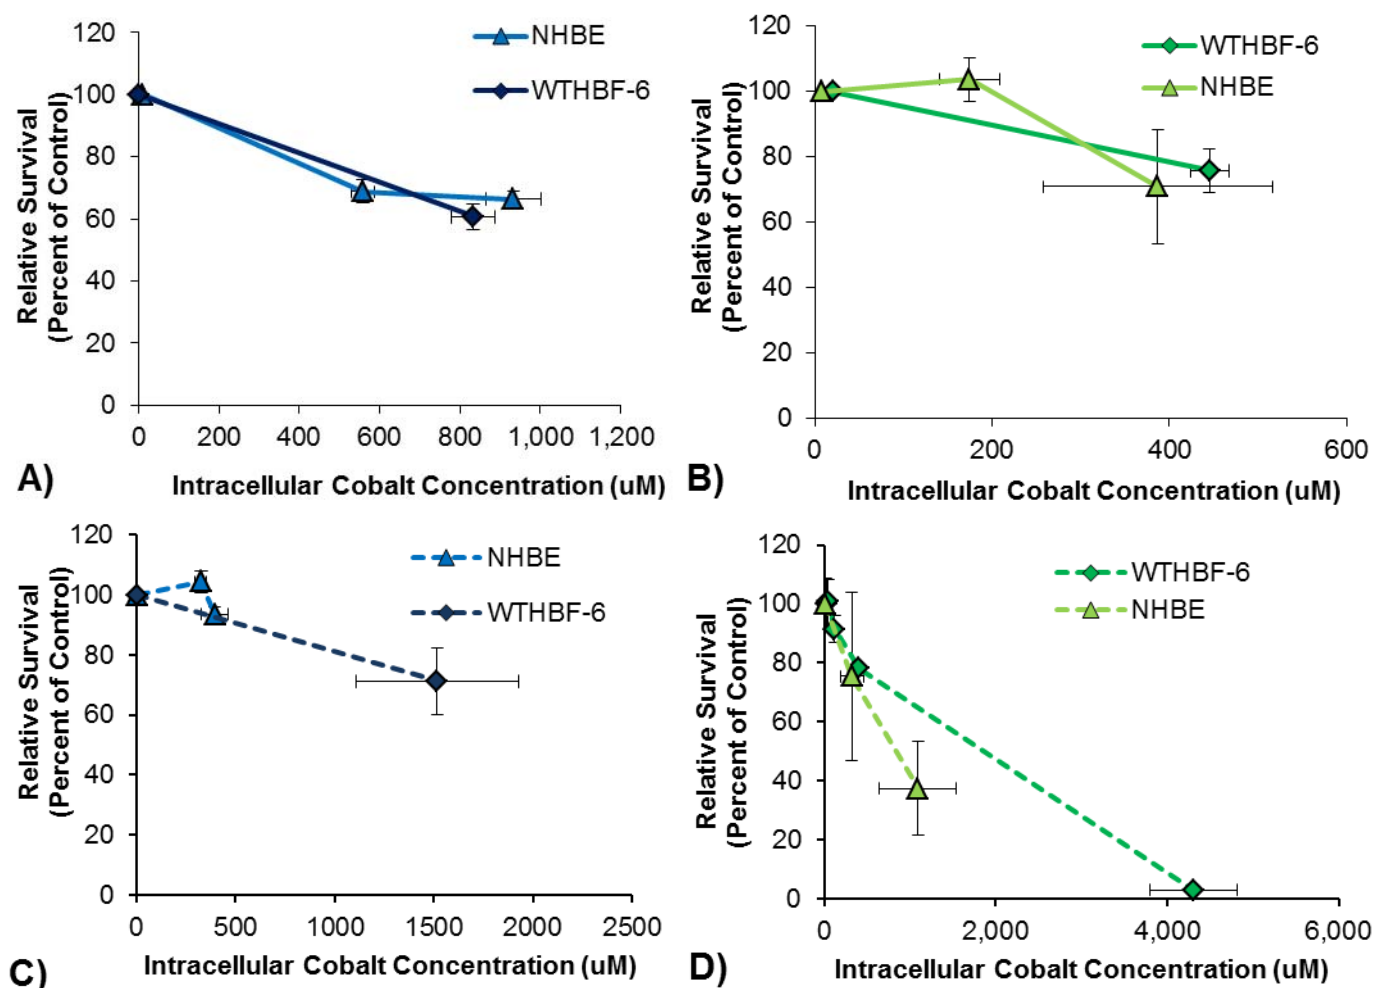 120
100
80
60
40
20
0
Relative Survival
(Percent of Control)
NHBE
WTHBF-6
0 200 400 600 800 1,000 1,200
A) Intracellular Cobalt Concentration (uM)
120
100
80
60
40
20
0
Relative Survival
(Percent of Control)
WTHBF-6
NHBE
0 200 400 600
B) Intracellular Cobalt Concentration (uM)
120
100
80
60
40
20
0
Relative Survival
(Percent of Control)
NHBE
WTHBF-6
0 500 1000 1500 2000 2500
C) Intracellular Cobalt Concentration (uM)
120
100
80
60
40
20
0
Relative Survival
(Percent of Control)
WTHBF-6
NHBE
0 2,000 4,000 6,000
D) Intracellular Cobalt Concentration (uM)